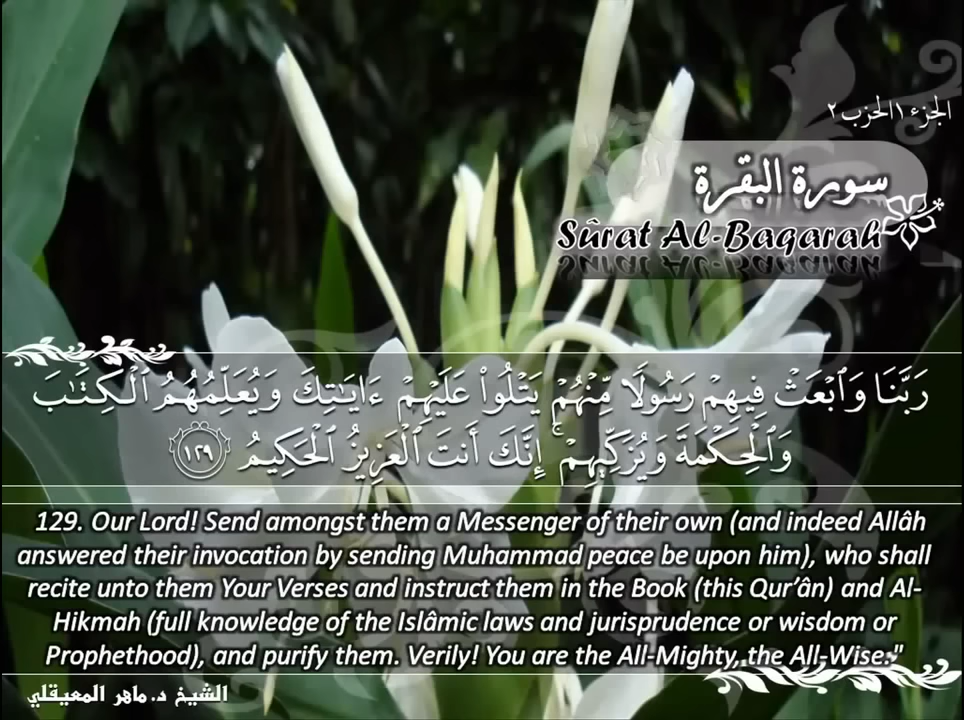 الجزء ١ الحزب ٢
سورة البقرة
Sûrat Al-Baqarah
رَبَّنَا وَٱبْعَثْ فِيهِمْ رَسُولًا مِّنْهُمْ يَتْلُوا۟ عَلَيْهِمْ ءَايَـٰتِكَ وَيُعَلِّمُهُمُ ٱلْكِتَـٰبَ
وَٱلْحِكْمَةَ وَيُزَكِّيهِمْ ۚ إِنَّكَ أَنتَ ٱلْعَزِيزُ ٱلْحَكِيمُ ١٢٩
129. Our Lord! Send amongst them a Messenger of their own (and indeed Allâh
answered their invocation by sending Muhammad peace be upon him), who shall
recite unto them Your Verses and instruct them in the Book (this Qur’ân) and Al-
Hikmah (full knowledge of the Islâmic laws and jurisprudence or wisdom or
Prophethood), and purify them. Verily! You are the All-Mighty, the All-Wise."
الشيخ د. ماهر المعيقلي